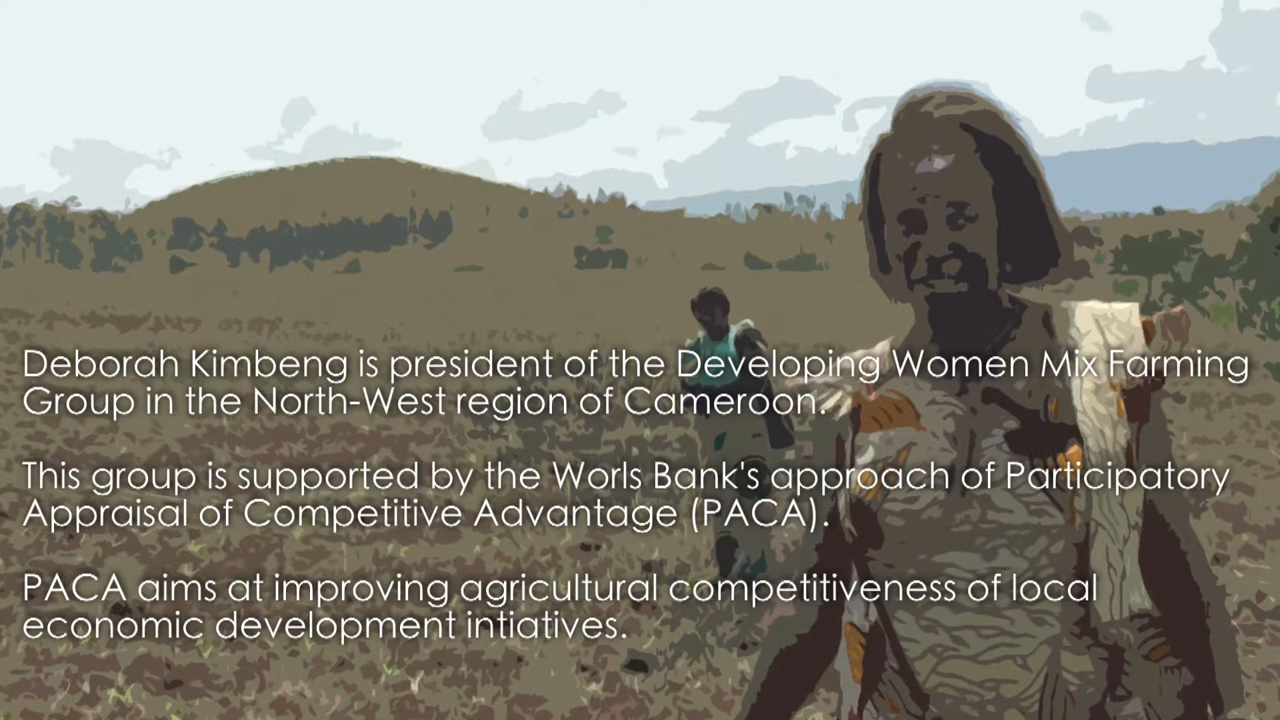 Deborah Kimbeng is president of the Developing Women Mix Farming
Group in the North-West region of Cameroon.
This group is supported by the Worls Bank's approach of Participatory
Appraisal of Competitive Advantage (PACA).
PACA aims at improving agricultural competitiveness of local
economic development intiatives.